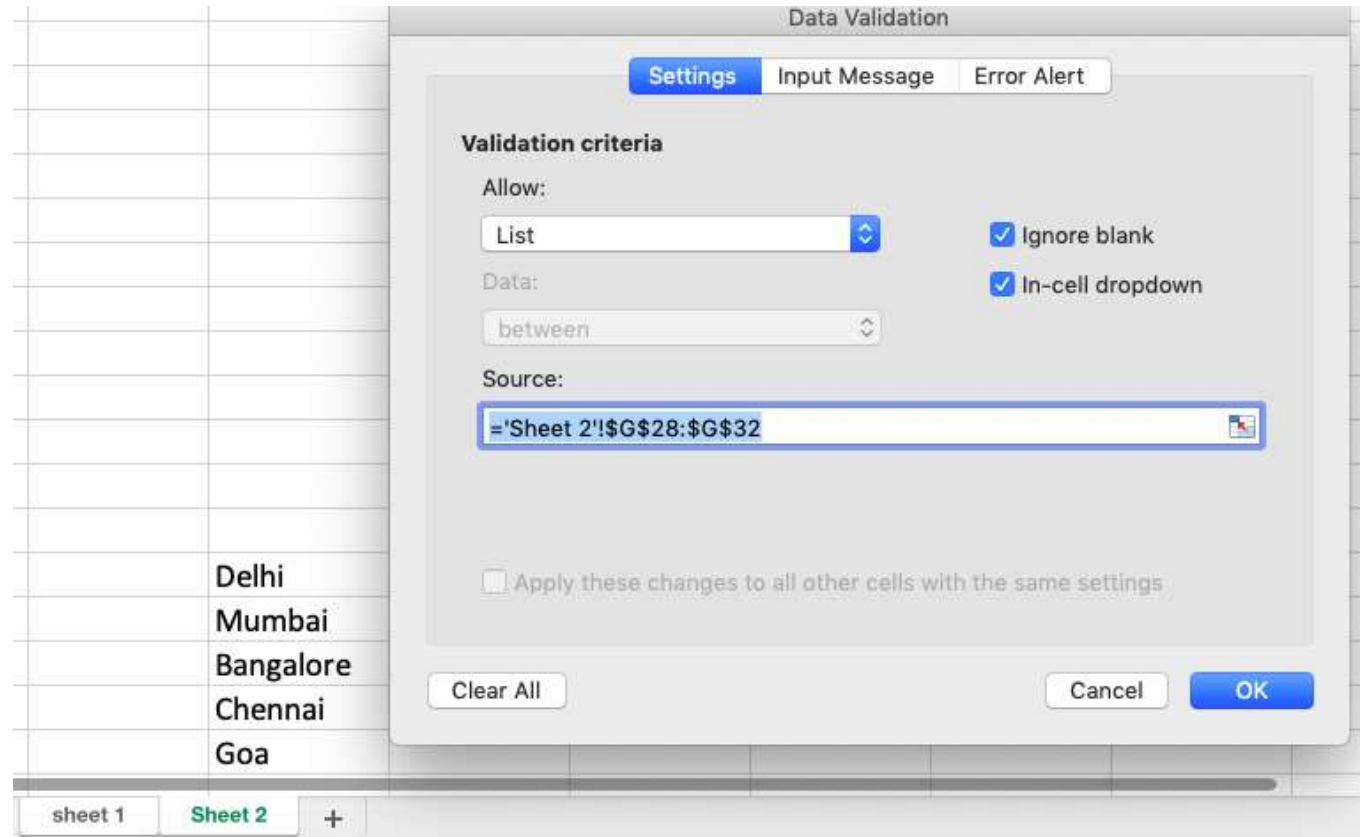 Data Validation
Settings Input Message Error Alert
Validation criteria
Allow:
List
Ignore blank
Data:
In-cell dropdown
between
Source:
='Sheet 2'!$G$28:$G$32
Apply these changes to all other cells with the same settings
Clear All Cancel OK
Delhi
Mumbai
Bangalore
Chennai
Goa
sheet 1 Sheet 2 +